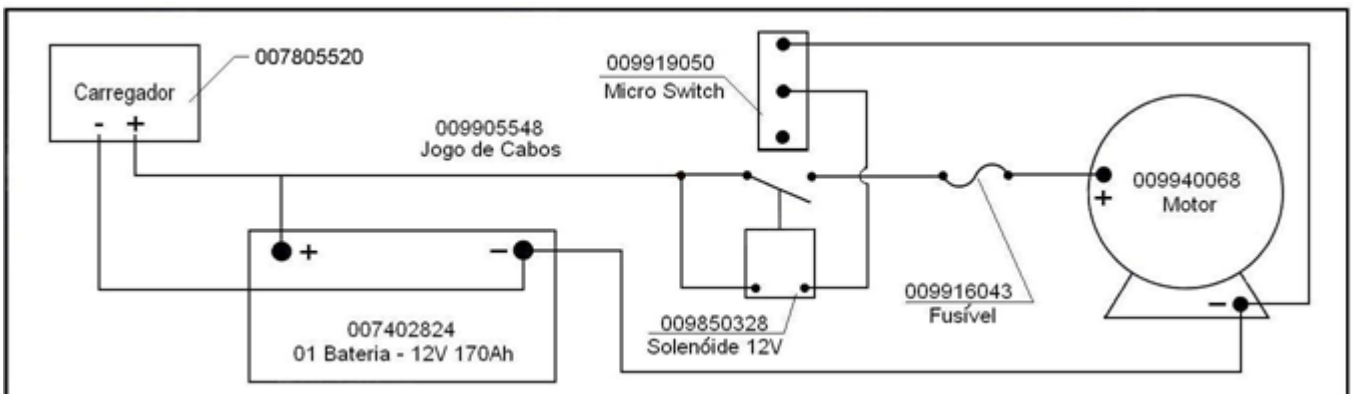 007805520
Carregador
- +
009905548
Jogo de Cabos
009919050
Micro Switch
009940068
Motor
+
-
+ -
007402824
01 Bateria - 12V 170Ah
009850328
Solenóide 12V
009916043
Fusível